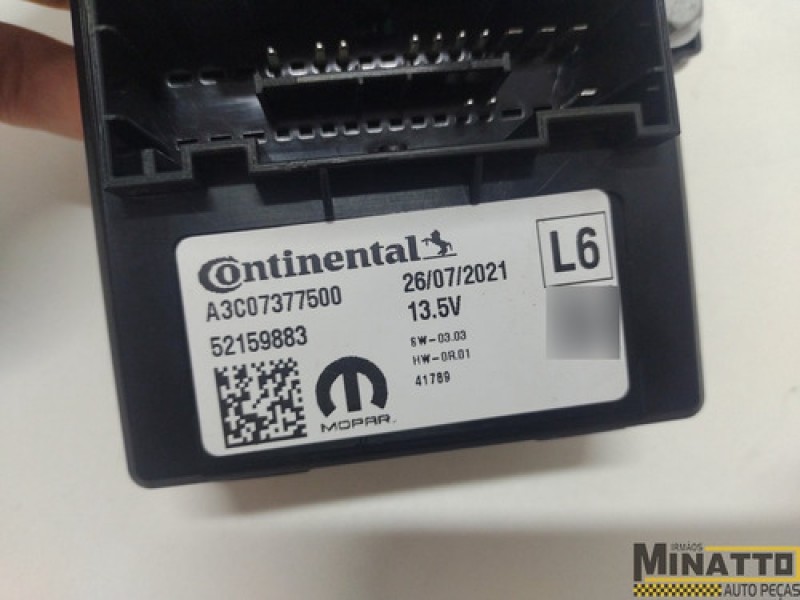 Continental
26/07/2021
L6
A3C07377500
13.5V
52159883
SW-03.03
HW-0R.01
41789
MOPAR
IRMÃOS
MINATTO
AUTO PEÇAS